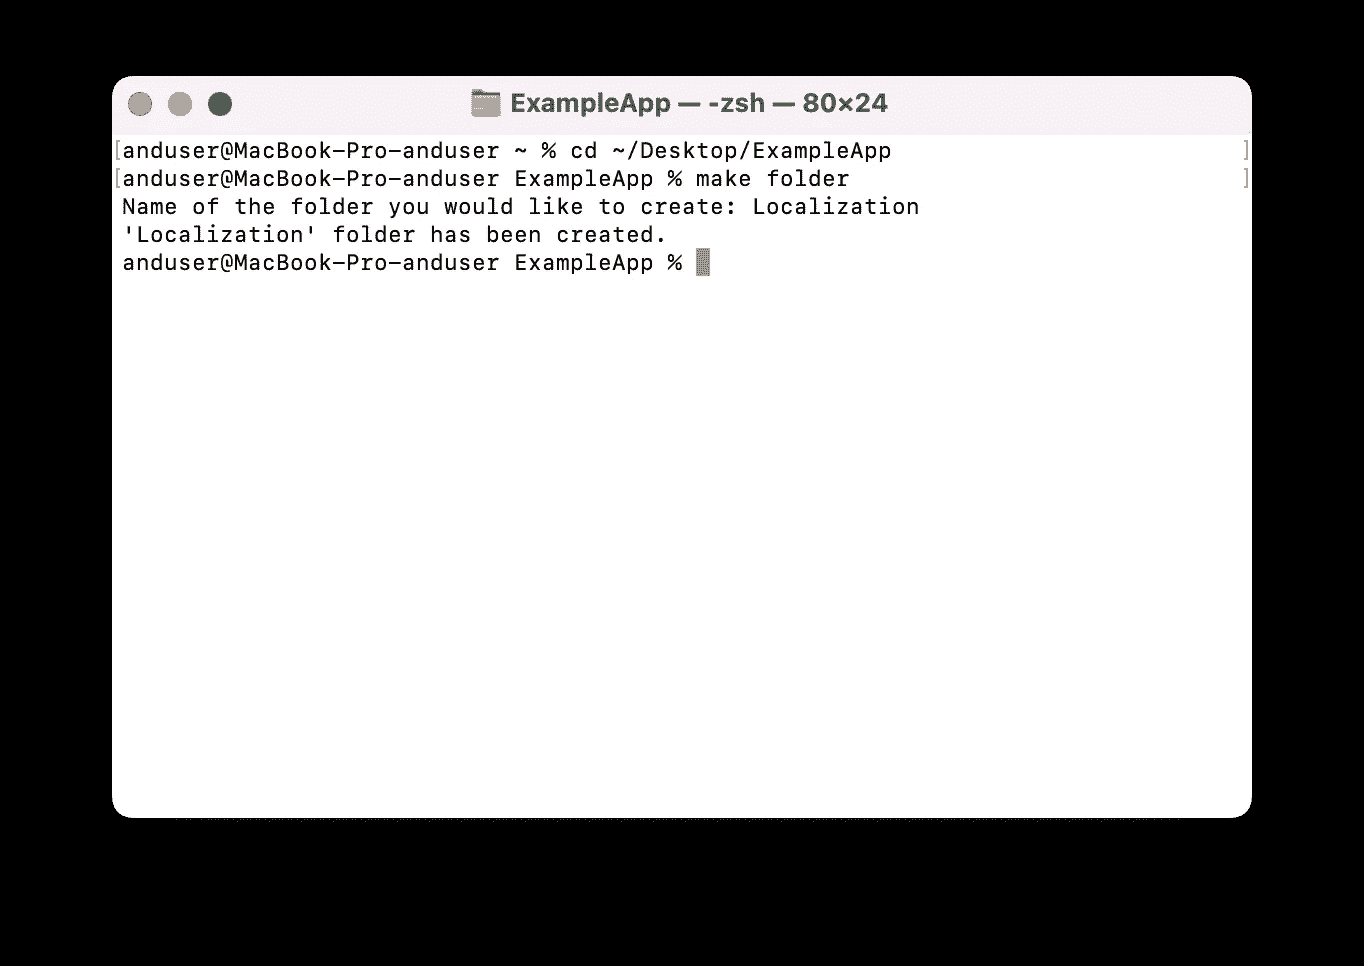 ExampleApp — -zsh — 80×24
[anduser@MacBook-Pro-anduser ~ % cd ~/Desktop/ExampleApp ]
[anduser@MacBook-Pro-anduser ExampleApp % make folder ]
Name of the folder you would like to create: Localization
'Localization' folder has been created.
anduser@MacBook-Pro-anduser ExampleApp %